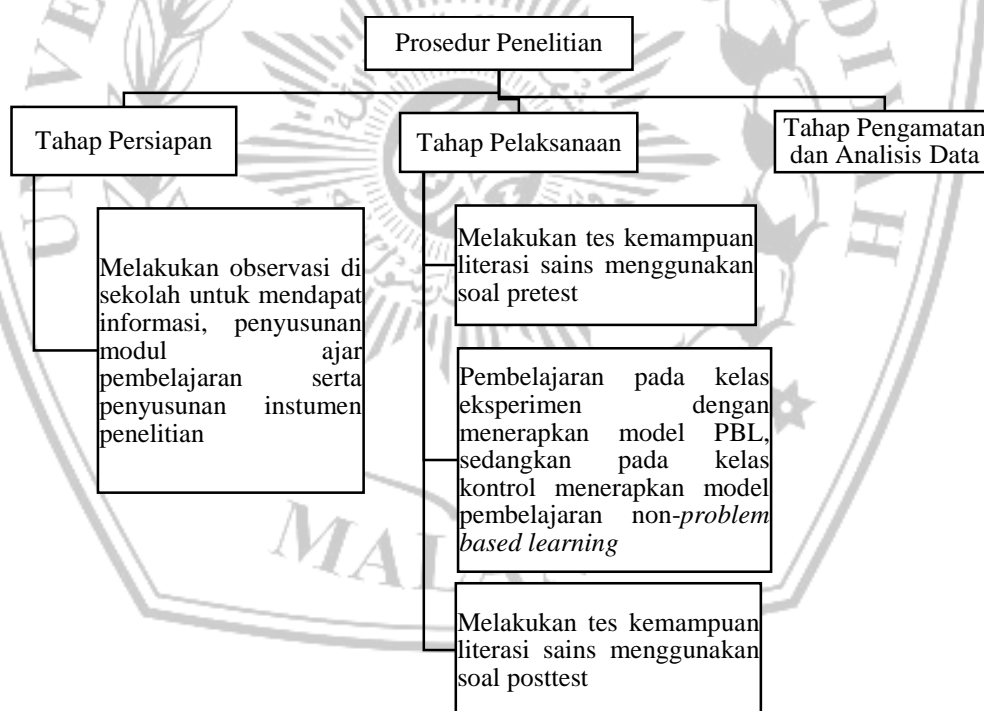 Prosedur Penelitian
Tahap Persiapan
Tahap Pelaksanaan
Tahap Pengamatan
dan Analisis Data
Melakukan observasi di
sekolah untuk mendapat
informasi, penyusunan
modul ajar
pembelajaran serta
penyusunan instumen
penelitian
Melakukan tes kemampuan
literasi sains menggunakan
soal pretest
Pembelajaran pada kelas
eksperimen dengan
menerapkan model PBL,
sedangkan pada kelas
kontrol menerapkan model
pembelajaran non-problem
based learning
Melakukan tes kemampuan
literasi sains menggunakan
soal posttest